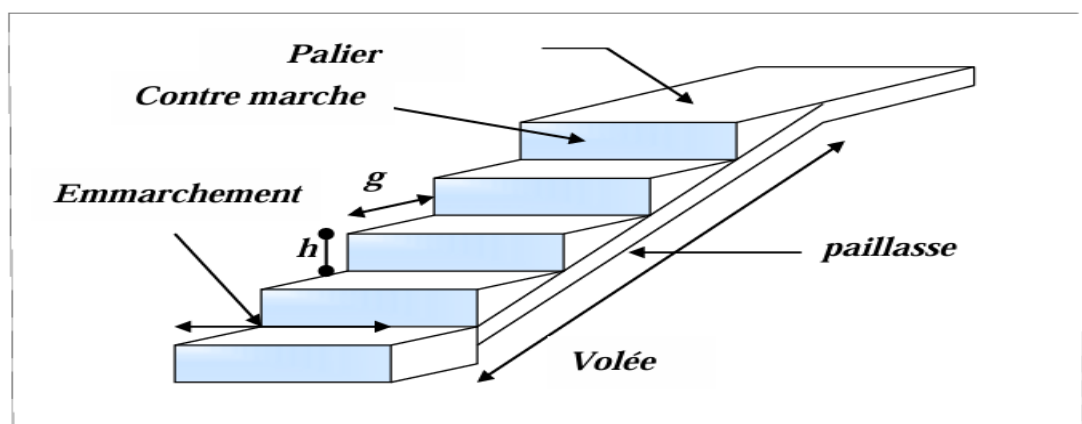 Palier
Contre marche
g
Emmarchement
h
paillasse
Volée